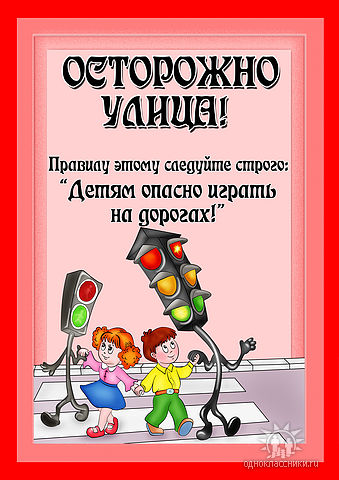 ОСТОРОЖНО
УЛИЦА!
Правилу этому следуйте строго:
"Детям опасно играть
на дорогах!"
одноклассники.ru